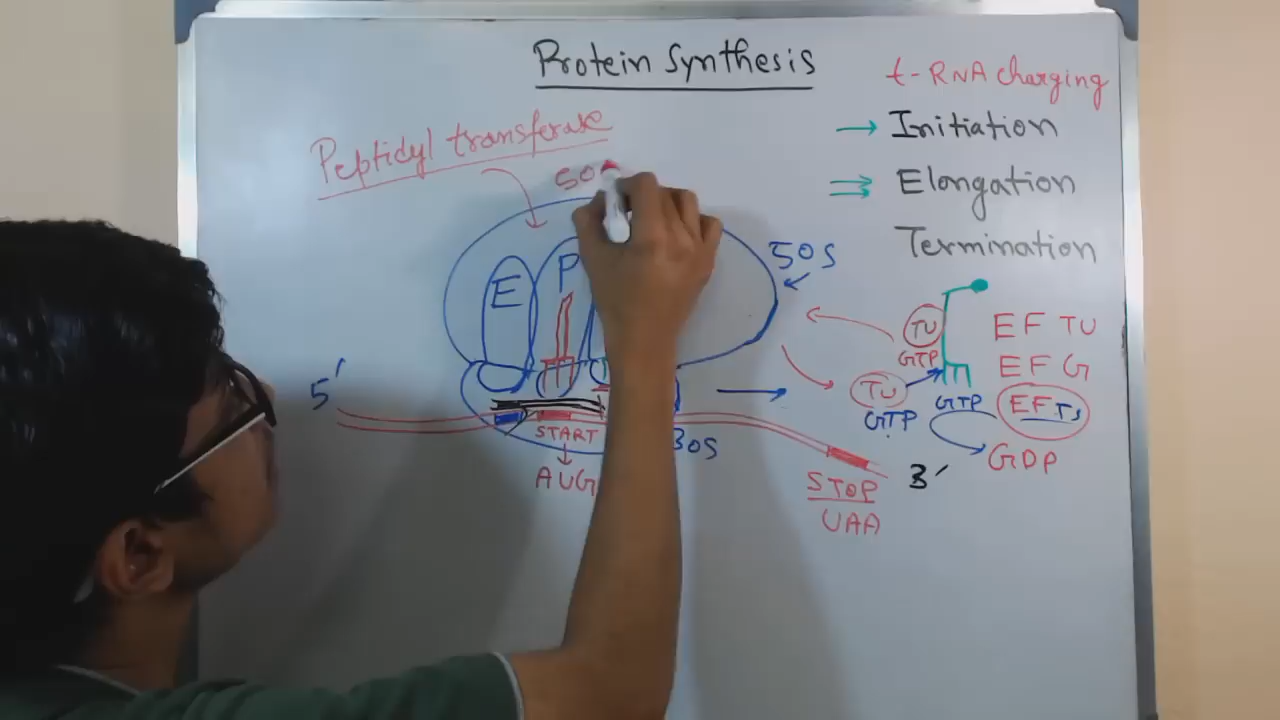 Protein Synthesis
t-RNA charging
Initiation
Elongation
Termination
Peptidyl transferase
50S
E
P
5'
START
AUG
30S
STOP
UAA
3'
TU
GTP
TU
GTP
GTP
GDP
EF TU
EF G
EF Ts